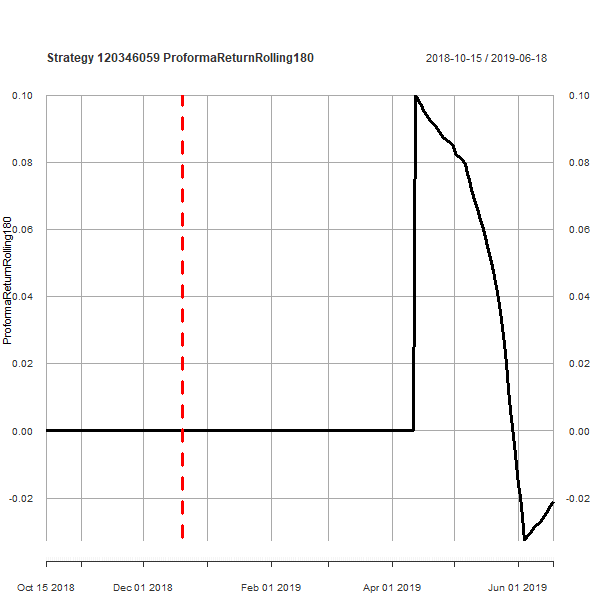 Strategy 120346059 ProformaReturnRolling180
2018-10-15 / 2019-06-18
0.10 0.10
0.08 0.08
0.06 0.06
ProformaReturnRolling180
0.04 0.04
0.02 0.02
0.00 0.00
-0.02 -0.02
Oct 15 2018 Dec 01 2018 Feb 01 2019 Apr 01 2019 Jun 01 2019